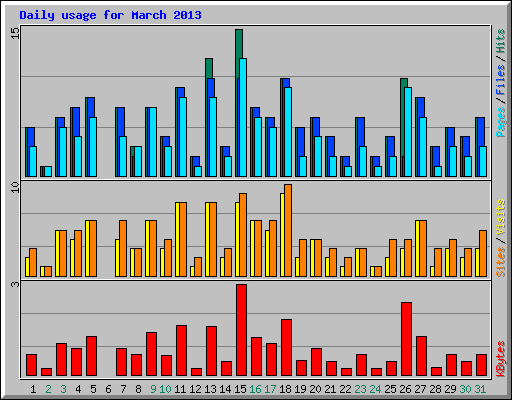 Daily usage for March 2013
15
Pages / Files / Hits
10
Sites / Visits
3
KBytes
1 2 3 4 5 6 7 8 9 10 11 12 13 14 15 16 17 18 19 20 21 22 23 24 25 26 27 28 29 30 31